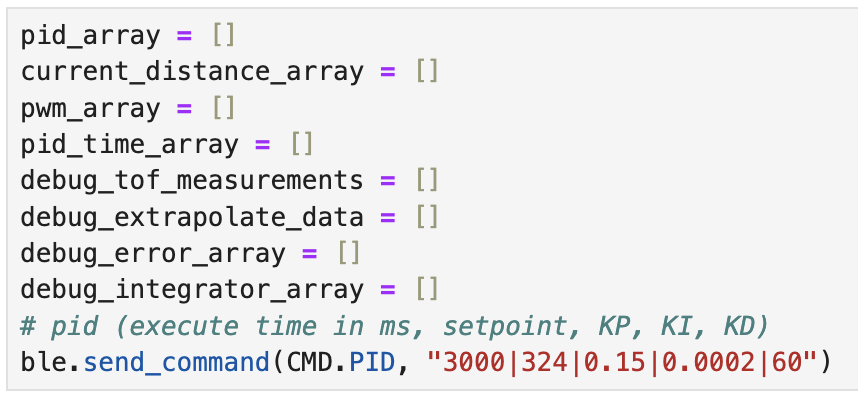 pid_array = []
current_distance_array = []
pwm_array = []
pid_time_array = []
debug_tof_measurements = []
debug_extrapolate_data = []
debug_error_array = []
debug_integrator_array = []
# pid (execute time in ms, setpoint, KP, KI, KD)
ble.send_command(CMD.PID, "3000|324|0.15|0.0002|60")